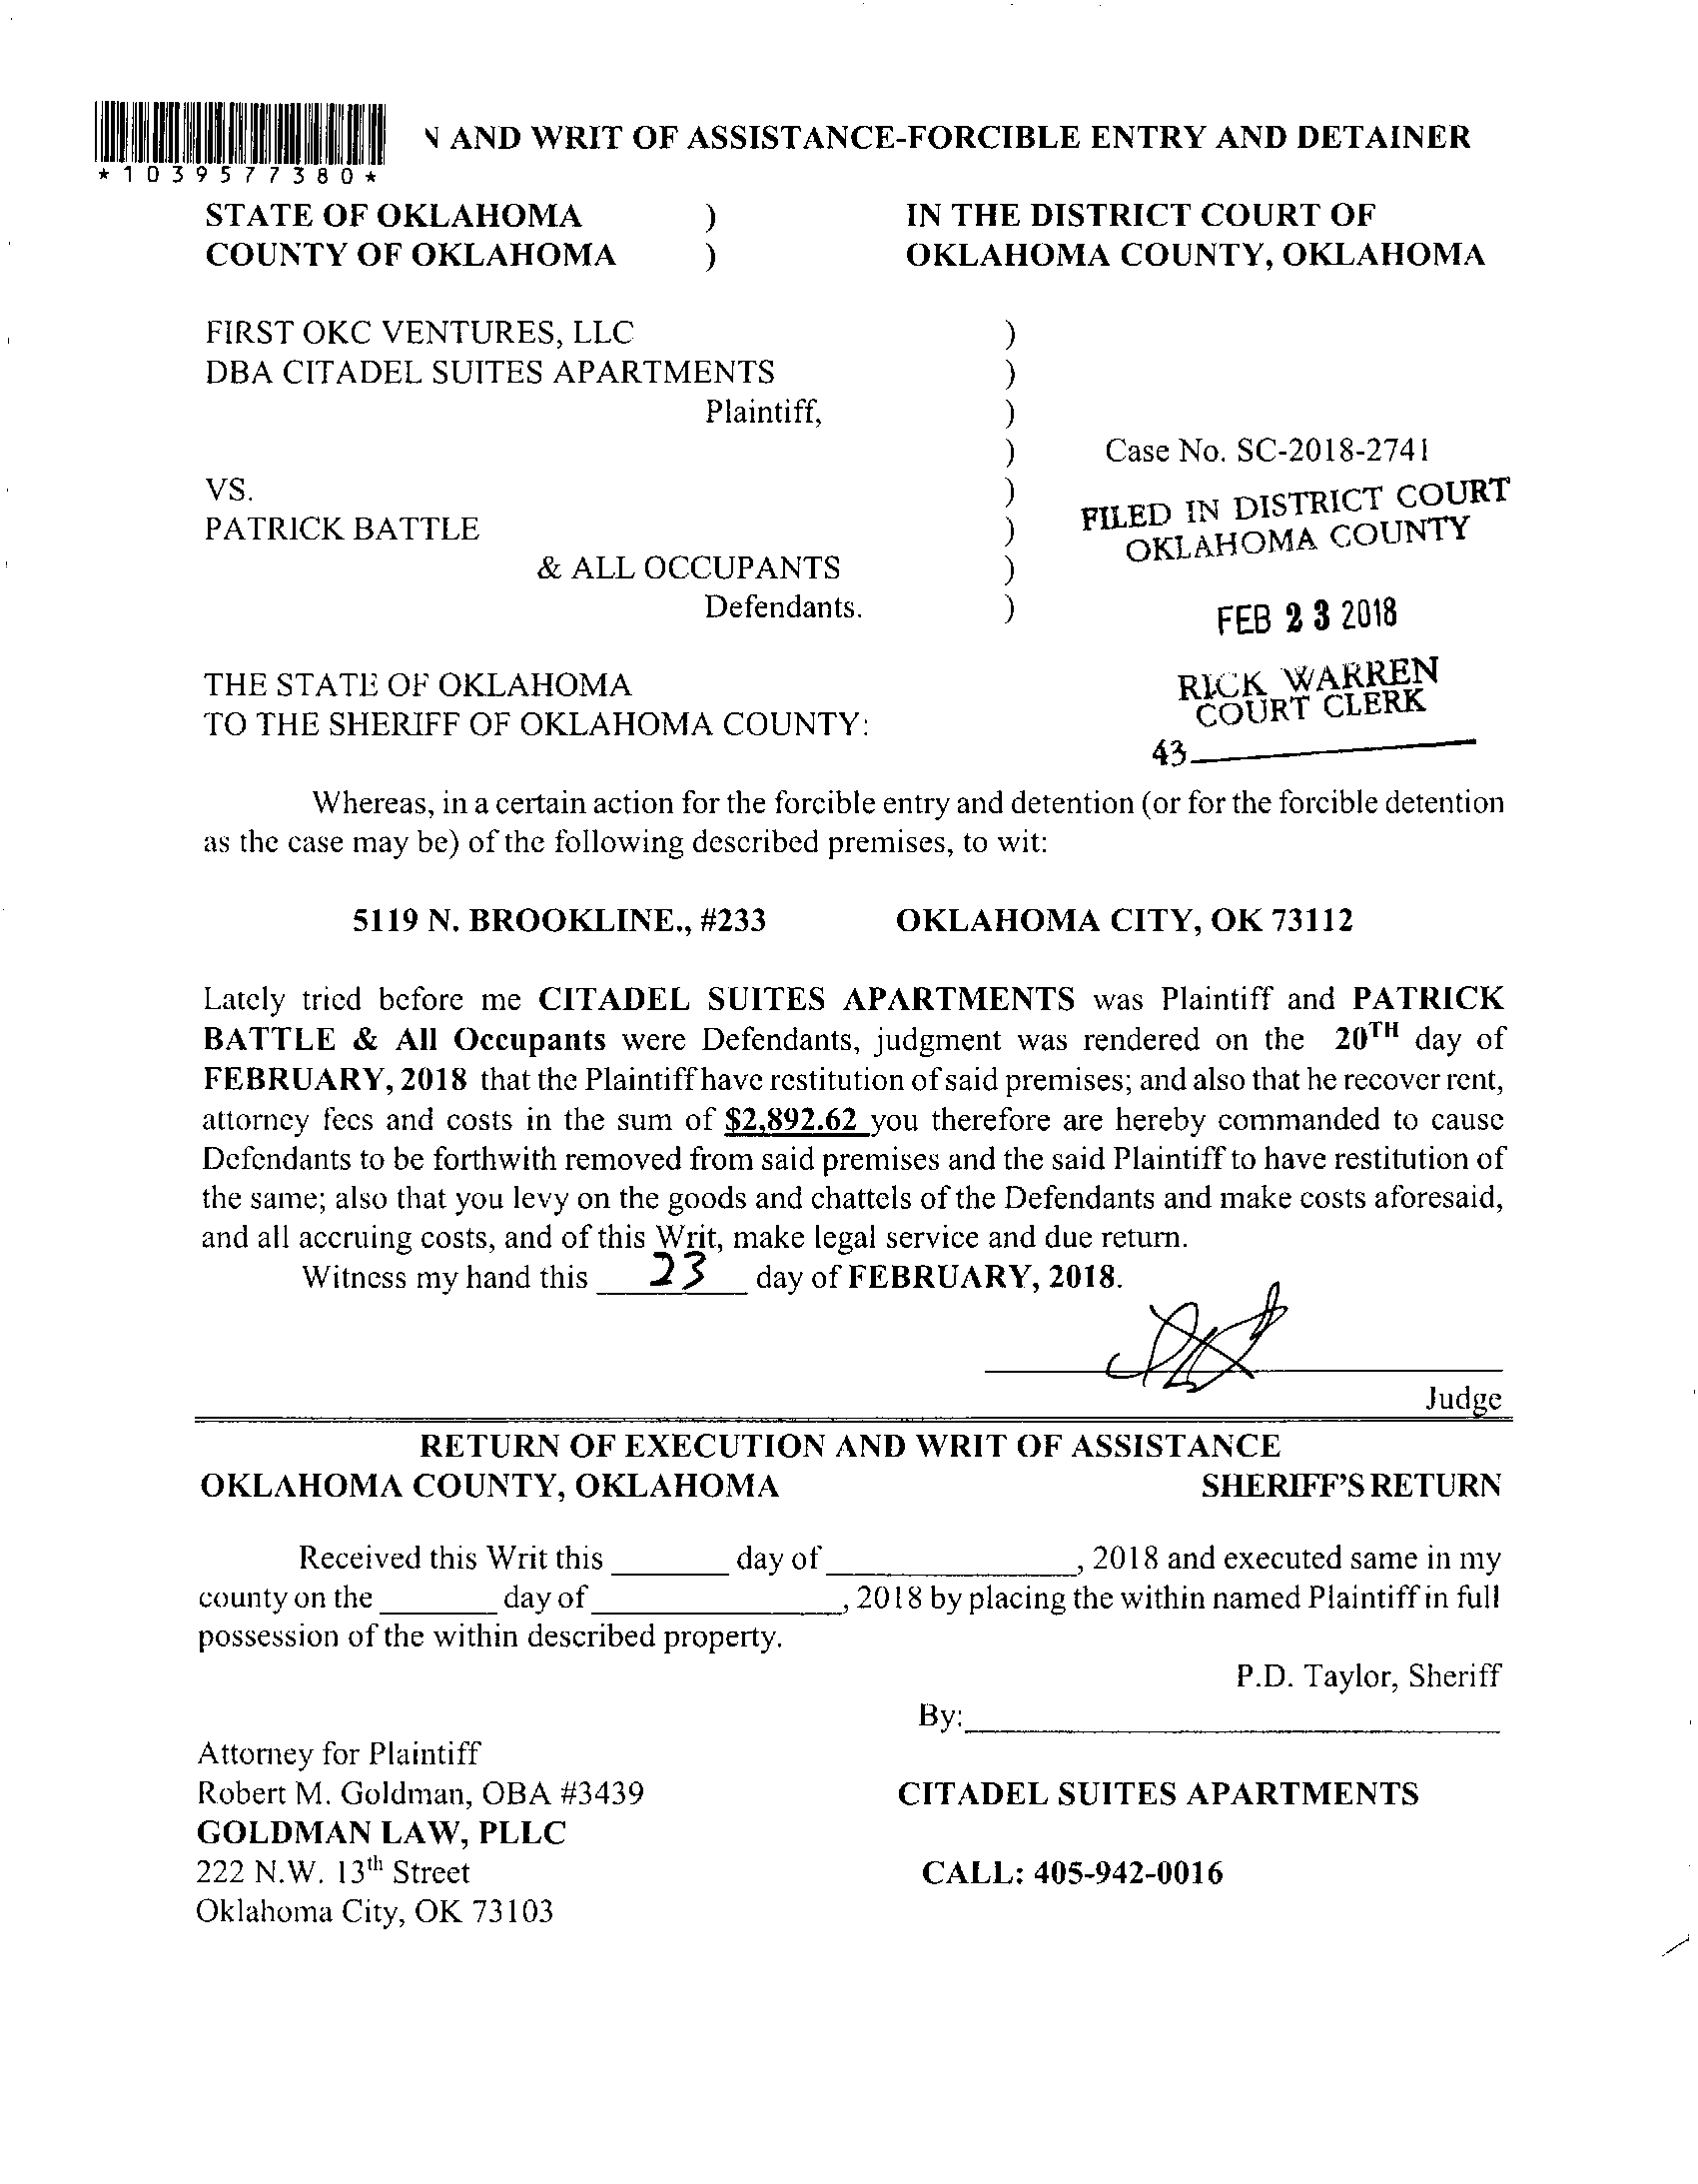 AND WRIT OF ASSISTANCE-FORCIBLE ENTRY AND DETAINER
*1039577380*
STATE OF OKLAHOMA ) IN THE DISTRICT COURT OF
COUNTY OF OKLAHOMA ) OKLAHOMA COUNTY, OKLAHOMA
FIRST OKC VENTURES, LLC )
DBA CITADEL SUITES APARTMENTS )
Plaintiff, )
) Case No. SC-2018-2741
VS. )
FILED IN DISTRICT COURT
PATRICK BATTLE )
OKLAHOMA COUNTY
& ALL OCCUPANTS )
Defendants. )
FEB 23 2018
THE STATE OF OKLAHOMA
RICK WARREN
COURT CLERK
TO THE SHERIFF OF OKLAHOMA COUNTY:
43
Whereas, in a certain action for the forcible entry and detention (or for the forcible detention
as the case may be) of the following described premises, to wit:
5119 N. BROOKLINE., #233 OKLAHOMA CITY, OK 73112
Lately tried before me CITADEL SUITES APARTMENTS was Plaintiff and PATRICK
BATTLE & All Occupants were Defendants, judgment was rendered on the 20TH day of
FEBRUARY, 2018 that the Plaintiff have restitution of said premises; and also that he recover rent,
attorney fees and costs in the sum of $2,892.62 you therefore are hereby commanded to cause
Defendants to be forthwith removed from said premises and the said Plaintiff to have restitution of
the same; also that you levy on the goods and chattels of the Defendants and make costs aforesaid,
and all accruing costs, and of this Writ, make legal service and due return.
Witness my hand this 23 day of FEBRUARY, 2018.
Judge
RETURN OF EXECUTION AND WRIT OF ASSISTANCE
OKLAHOMA COUNTY, OKLAHOMA SHERIFF'S RETURN
Received this Writ this ________ day of ________________, 2018 and executed same in my
county on the ________ day of ________________, 2018 by placing the within named Plaintiff in full
possession of the within described property.
P.D. Taylor, Sheriff
By:________________
Attorney for Plaintiff
Robert M. Goldman, OBA #3439 CITADEL SUITES APARTMENTS
GOLDMAN LAW, PLLC
222 N.W. 13th Street CALL: 405-942-0016
Oklahoma City, OK 73103